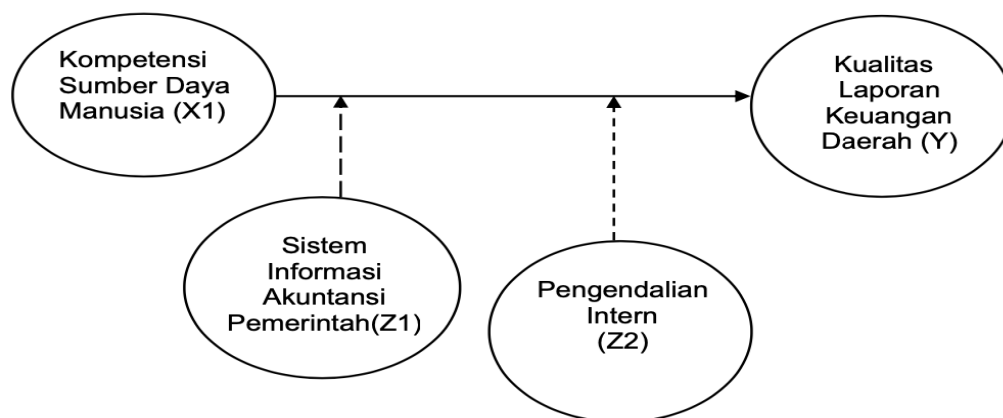 Kompetensi
Sumber Daya
Manusia (X1)
Kualitas
Laporan
Keuangan
Daerah (Y)
Sistem
Informasi
Akuntansi
Pemerintah(Z1)
Pengendalian
Intern
(Z2)